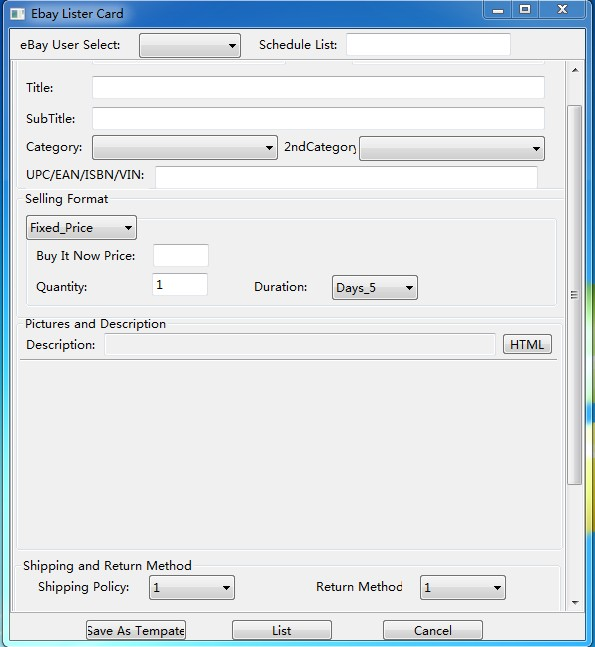 Ebay Lister Card
eBay User Select: Schedule List:
Title:
SubTitle:
Category: 2ndCategory
UPC/EAN/ISBN/VIN:
Selling Format
Fixed_Price
Buy It Now Price:
Quantity: 1 Duration: Days_5
Pictures and Description
Description: HTML
Shipping and Return Method
Shipping Policy: 1 Return Method 1
Save As Tempate List Cancel